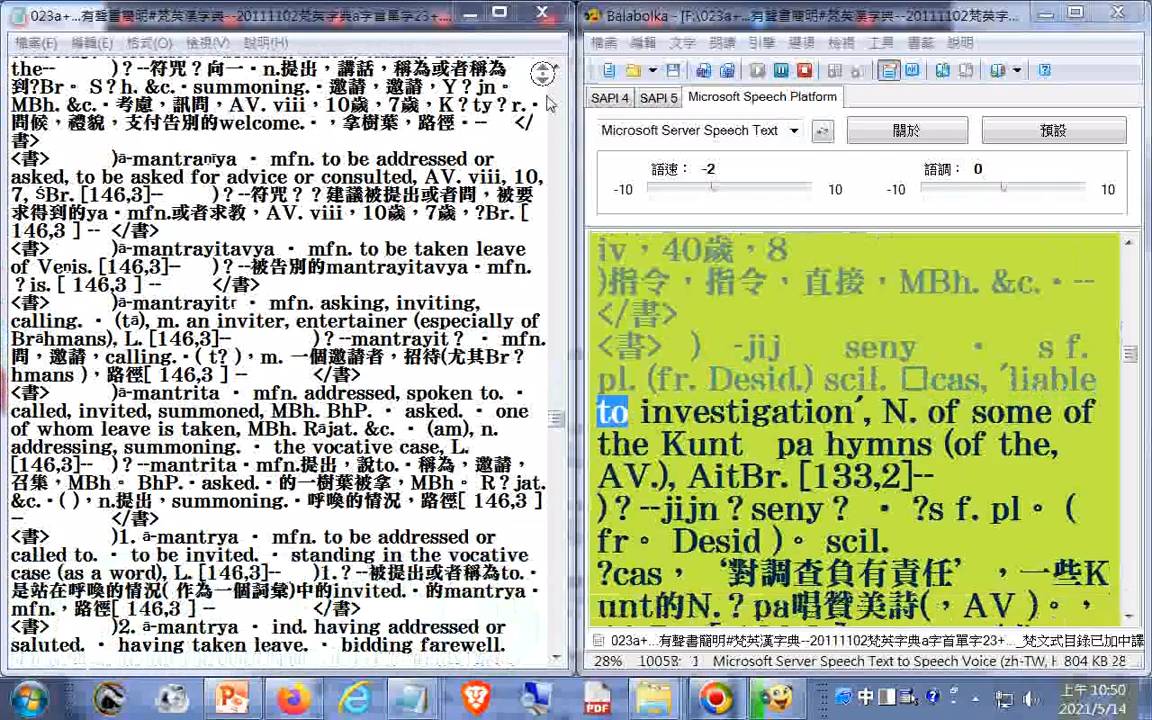 023a+...有聲書簡明#梵英漢字典--20111102梵英字典a字首單字23+...
檔案(F) 編輯(E) 格式(O) 檢視(V) 說明(H)
the-- )?--符咒?向一‧n.提出，講話，稱為或者稱為
到?Br。 S?h. &c.‧summoning.‧邀請，邀請，Y?jn。
MBh. &c.‧考慮，訊問，AV. viii，10歲，7歲，K?ty?r.‧
問候，禮貌，支付告別的welcome.‧，拿樹葉，路徑‧-- </
書>
<書> )ā-mantraṇīya ‧ mfn. to be addressed or
asked, to be asked for advice or consulted, AV. viii, 10,
7, ŚBr. [146,3]-- )?--符咒??建議被提出或者問，被要
求得到的ya‧mfn.或者求教，AV. viii，10歲，7歲，?Br. [
146,3 ] -- </書>
<書> )ā-mantrayitavya ‧ mfn. to be taken leave
of Veṇis. [146,3]-- )?--被告別的mantrayitavya‧mfn.
?is. [ 146,3 ]-- </書>
<書> )ā-mantrayitṛ ‧ mfn. asking, inviting,
calling. ‧ (tā), m. an inviter, entertainer (especially of
Brāhmans), L. [146,3]-- )?--mantrayit? ‧ mfn.
問，邀請，calling.‧( t?)，m. 一個邀請者，招待(尤其Br?
hmans )，路徑[ 146,3 ]-- </書>
<書> )ā-mantrita ‧ mfn. addressed, spoken to. ‧
called, invited, summoned, MBh. BhP. ‧ asked. ‧ one
of whom leave is taken, MBh. Rājat. &c. ‧ (am), n.
addressing, summoning. ‧ the vocative case, L.
[146,3]-- )?--mantrita‧mfn.提出，說to.‧稱為，邀請，
召集，MBh。 BhP.‧asked.‧的一樹葉被拿，MBh。 R?jat.
&c.‧( )，n.提出，summoning.‧呼喚的情況，路徑[ 146,3 ]
-- </書>
<書> )1. ā-mantrya ‧ mfn. to be addressed or
called to. ‧ to be invited. ‧ standing in the vocative
case (as a word), L. [146,3]-- )1.?--被提出或者稱為to.‧
是站在呼喚的情況( 作為一個詞彙)中的invited.‧的mantrya‧
mfn.，路徑[ 146,3 ] -- </書>
<書> )2. ā-mantrya ‧ ind. having addressed or
saluted. ‧ having taken leave. ‧ bidding farewell.
Balabolka - [F:\023a+...有聲書簡明#梵英漢字典--20111102梵英字...
檔案 編輯 文字 朗讀 引擎 選項 檢視 工具 書籤 說明
SAPI 4 SAPI 5 Microsoft Speech Platform
Microsoft Server Speech Text 關於 預設
語速： -2 語調： 0
-10 10 -10 10
iv，40歲，8
)指令，指令，直接，MBh. &c.‧--
</書>
<書> ) -jij seny ‧ s f.
pl. (fr. Desid.) scil. □cas, ´liable
to investigation´, N. of some of
the Kunt pa hymns (of the,
AV.), AitBr. [133,2]--
)?--jijn?seny? ‧ ?s f. pl。(
fr。 Desid )。 scil.
?cas，‘對調查負有責任’，一些K
unt的N.?pa唱贊美詩(，AV )。，
023a+...有聲書簡明#梵英漢字典--20111102梵英字典a字首單字23+..._梵文式目錄已加中譯
28% 1005 Microsoft Server Speech Text to Speech Voice (zh-TW, H 804 KB 28
中
上午 10:50
2021/5/14